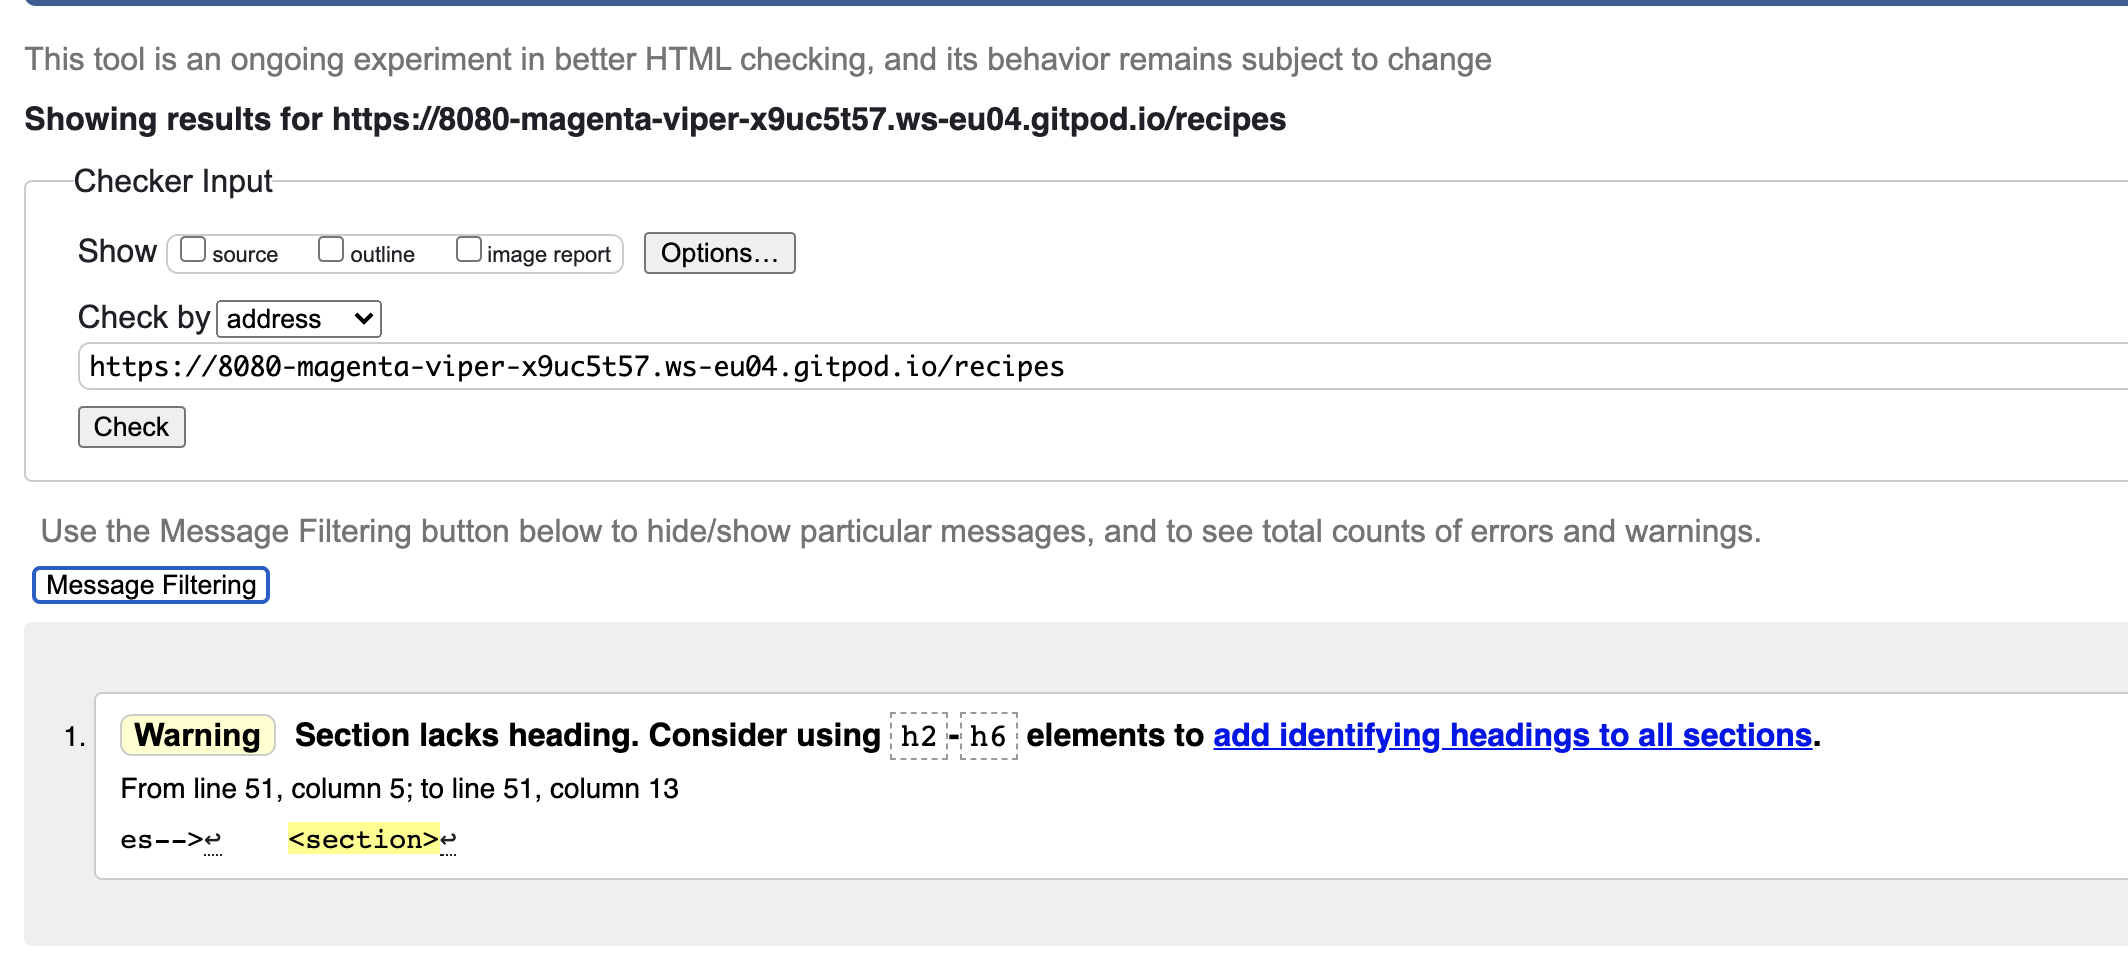 This tool is an ongoing experiment in better HTML checking, and its behavior remains subject to change
Showing results for https://8080-magenta-viper-x9uc5t57.ws-eu04.gitpod.io/recipes
Checker Input
Show source outline image report Options...
Check by address
https://8080-magenta-viper-x9uc5t57.ws-eu04.gitpod.io/recipes
Check
Use the Message Filtering button below to hide/show particular messages, and to see total counts of errors and warnings.
Message Filtering
1. Warning Section lacks heading. Consider using h2-h6 elements to add identifying headings to all sections.
From line 51, column 5; to line 51, column 13
es-->↩ <section>↩